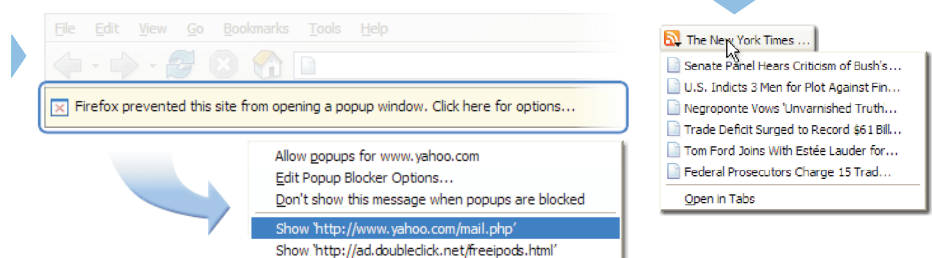 File Edit View Go Bookmarks Tools Help
Firefox prevented this site from opening a popup window. Click here for options...
Allow popups for www.yahoo.com
Edit Popup Blocker Options...
Don't show this message when popups are blocked
Show 'http://www.yahoo.com/mail.php'
Show 'http://ad.doubleclick.net/freeipods.html'
The New York Times ...
Senate Panel Hears Criticism of Bush's...
U.S. Indicts 3 Men for Plot Against Fin...
Negroponte Vows 'Unvarnished Truth...
Trade Deficit Surged to Record $61 Bill...
Tom Ford Joins With Estée Lauder for...
Federal Prosecutors Charge 15 Trad...
Open in Tabs